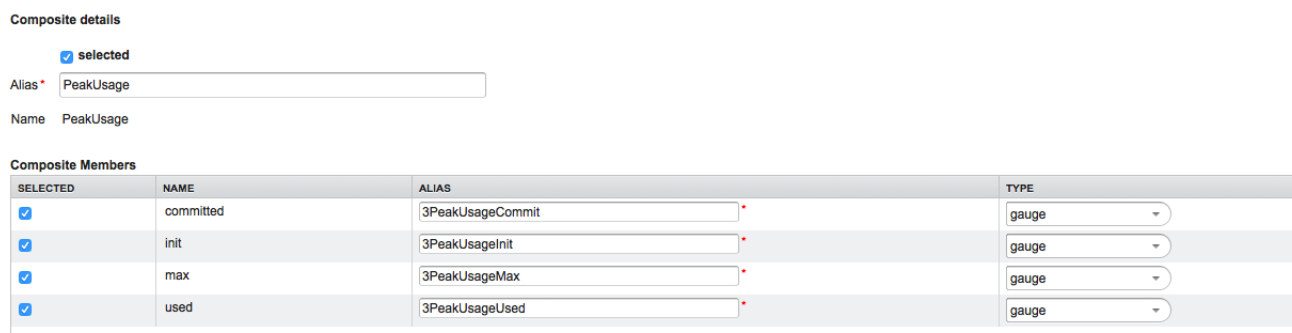 Composite details
selected
Alias * PeakUsage
Name PeakUsage
Composite Members
SELECTED NAME ALIAS TYPE
committed 3PeakUsageCommit * gauge
init 3PeakUsageInit * gauge
max 3PeakUsageMax * gauge
used 3PeakUsageUsed * gauge